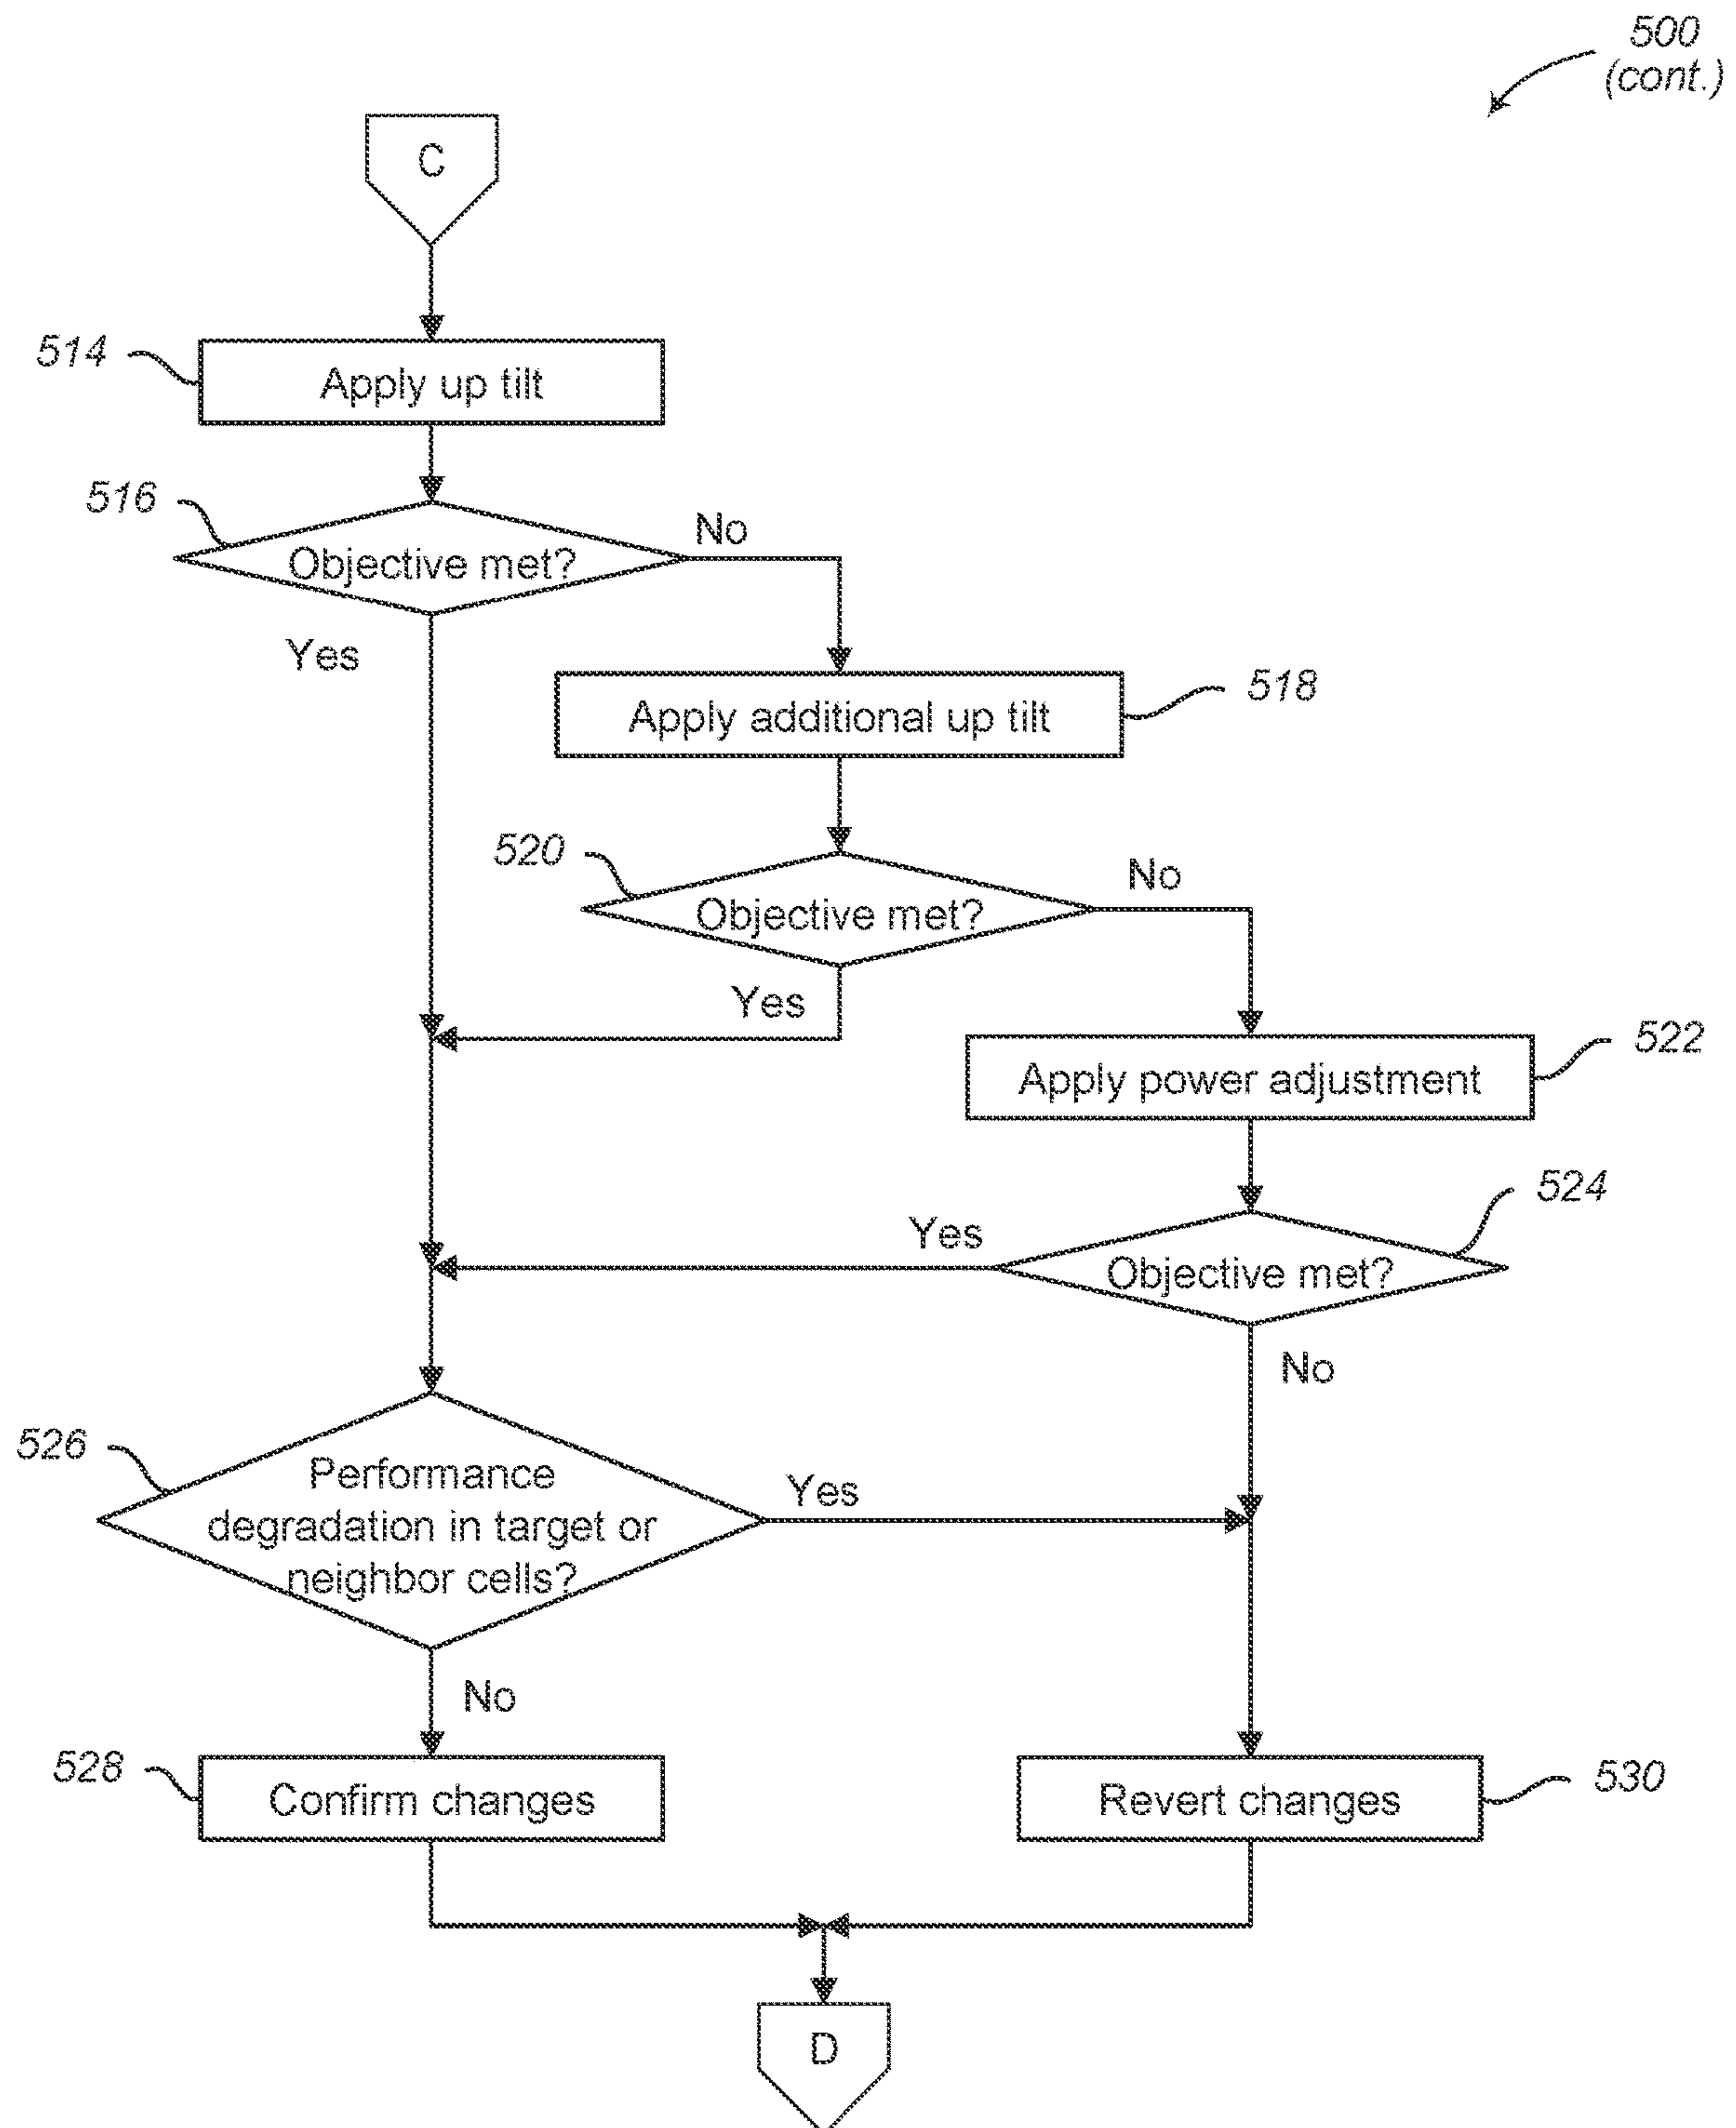 500
(cont.)
C
514
Apply up tilt
516
Objective met?
No
Yes
518
Apply additional up tilt
520
Objective met?
No
Yes
522
Apply power adjustment
524
Objective met?
Yes
No
526
Performance
degradation in target or
neighbor cells?
Yes
No
528
Confirm changes
530
Revert changes
D